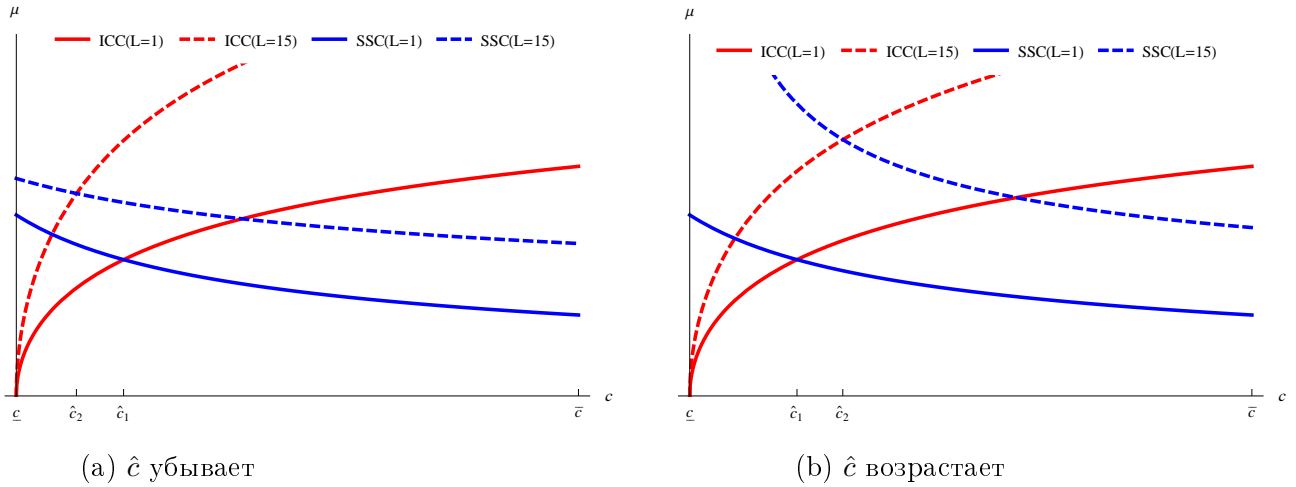 μ
ICC(L=1) ICC(L=15) SSC(L=1) SSC(L=15)
c̲ ĉ₂ ĉ₁ c̅ c
(a) ĉ убывает
μ
ICC(L=1) ICC(L=15) SSC(L=1) SSC(L=15)
c̲ ĉ₁ ĉ₂ c̅ c
(b) ĉ возрастает